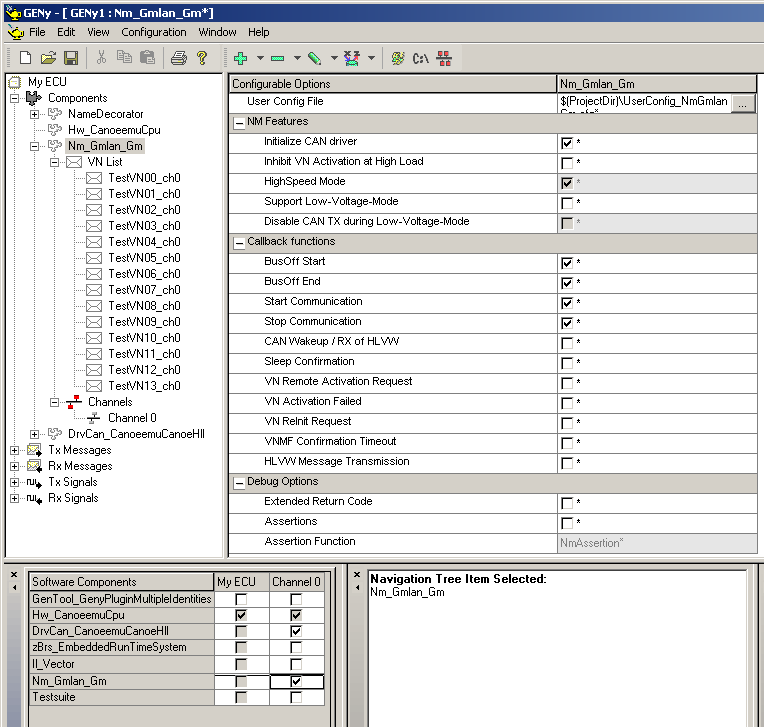 GENy - [ GENy1 : Nm_Gmlan_Gm*]
File Edit View Configuration Window Help
C:\
My ECU
Components
NameDecorator
Hw_CanoeemuCpu
Nm_Gmlan_Gm
VN List
TestVN00_ch0
TestVN01_ch0
TestVN02_ch0
TestVN03_ch0
TestVN04_ch0
TestVN05_ch0
TestVN06_ch0
TestVN07_ch0
TestVN08_ch0
TestVN09_ch0
TestVN10_ch0
TestVN11_ch0
TestVN12_ch0
TestVN13_ch0
Channels
Channel 0
DrvCan_CanoeemuCanoeHll
Tx Messages
Rx Messages
Tx Signals
Rx Signals
Configurable Options Nm_Gmlan_Gm
User Config File $(ProjectDir)\UserConfig_NmGmlan ...
NM Features
Initialize CAN driver *
Inhibit VN Activation at High Load *
HighSpeed Mode *
Support Low-Voltage-Mode *
Disable CAN TX during Low-Voltage-Mode *
Callback functions
BusOff Start *
BusOff End *
Start Communication *
Stop Communication *
CAN Wakeup / RX of HLVW *
Sleep Confirmation *
VN Remote Activation Request *
VN Activation Failed *
VN ReInit Request *
VNMF Confirmation Timeout *
HLVW Message Transmission *
Debug Options
Extended Return Code *
Assertions *
Assertion Function NmAssertion*
Software Components My ECU Channel 0
GenTool_GenyPluginMultipleIdentities
Hw_CanoeemuCpu
DrvCan_CanoeemuCanoeHll
zBrs_EmbeddedRunTimeSystem
Il_Vector
Nm_Gmlan_Gm
Testsuite
Navigation Tree Item Selected:
Nm_Gmlan_Gm